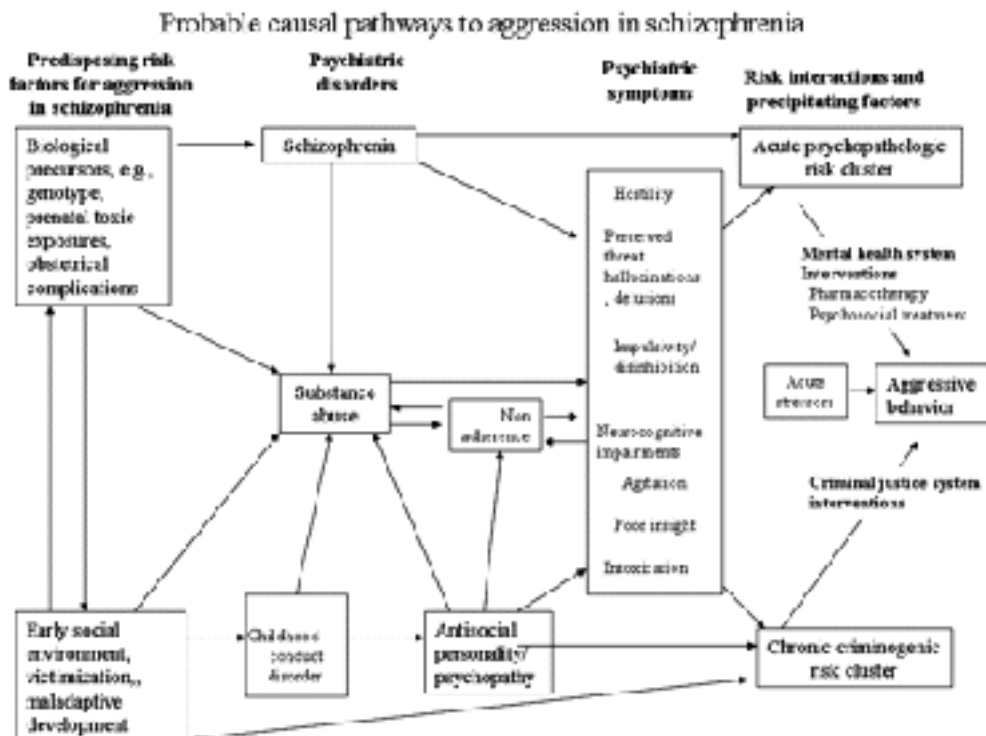 Probable causal pathways to aggression in schizophrenia
Predisposing risk
factors for aggression
in schizophrenia
Psychiatric
disorders
Psychiatric
symptoms
Risk interactions and
precipitating factors
Biological
precursors, e.g.,
genotype,
prenatal toxic
exposures,
obstetrical
complications
Schizophrenia
Acute psychopathologic
risk cluster
Hostility
threat
hallucinations
, delusions
Impulsivity/
disinhibition
Neurocognitive
impairments
Agitation
Poor insight
Intoxication
Mental health system
Interventions
Pharmacotherapy
Psychosocial treatment
Substance
abuse
Non
adherence
Acute
stressors
Aggressive
behavior
Criminal justice system
interventions
Early social
environment,
victimization,,
maladaptive
development
Childhood
conduct
disorder
Antisocial
personality/
psychopathy
Chronic criminogenic
risk cluster